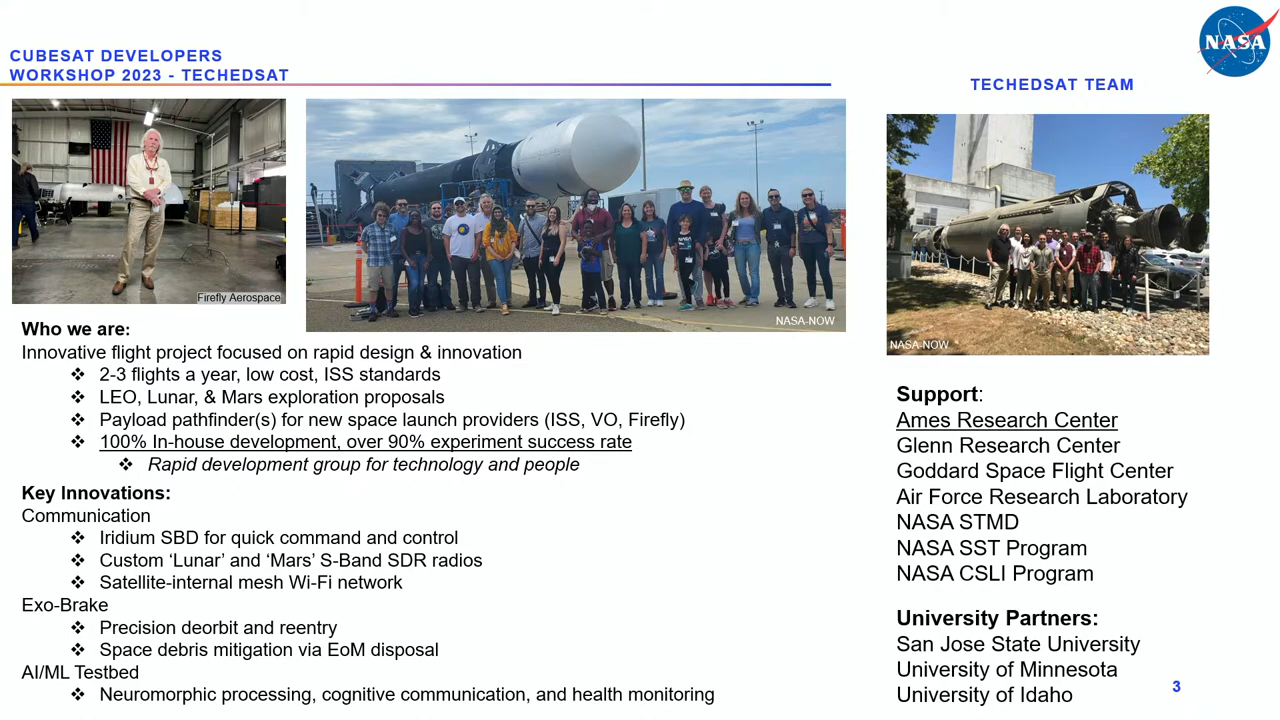 NASA
CUBESAT DEVELOPERS
WORKSHOP 2023 - TECHEDSAT
TECHEDSAT TEAM
Firefly Aerospace
NASA-NOW
NASA-NOW
Who we are:
Innovative flight project focused on rapid design & innovation
❖ 2-3 flights a year, low cost, ISS standards
❖ LEO, Lunar, & Mars exploration proposals
❖ Payload pathfinder(s) for new space launch providers (ISS, VO, Firefly)
❖ 100% In-house development, over 90% experiment success rate
❖ Rapid development group for technology and people
Key Innovations:
Communication
❖ Iridium SBD for quick command and control
❖ Custom ‘Lunar’ and ‘Mars’ S-Band SDR radios
❖ Satellite-internal mesh Wi-Fi network
Exo-Brake
❖ Precision deorbit and reentry
❖ Space debris mitigation via EoM disposal
AI/ML Testbed
❖ Neuromorphic processing, cognitive communication, and health monitoring
Support:
Ames Research Center
Glenn Research Center
Goddard Space Flight Center
Air Force Research Laboratory
NASA STMD
NASA SST Program
NASA CSLI Program
University Partners:
San Jose State University
University of Minnesota
University of Idaho
3